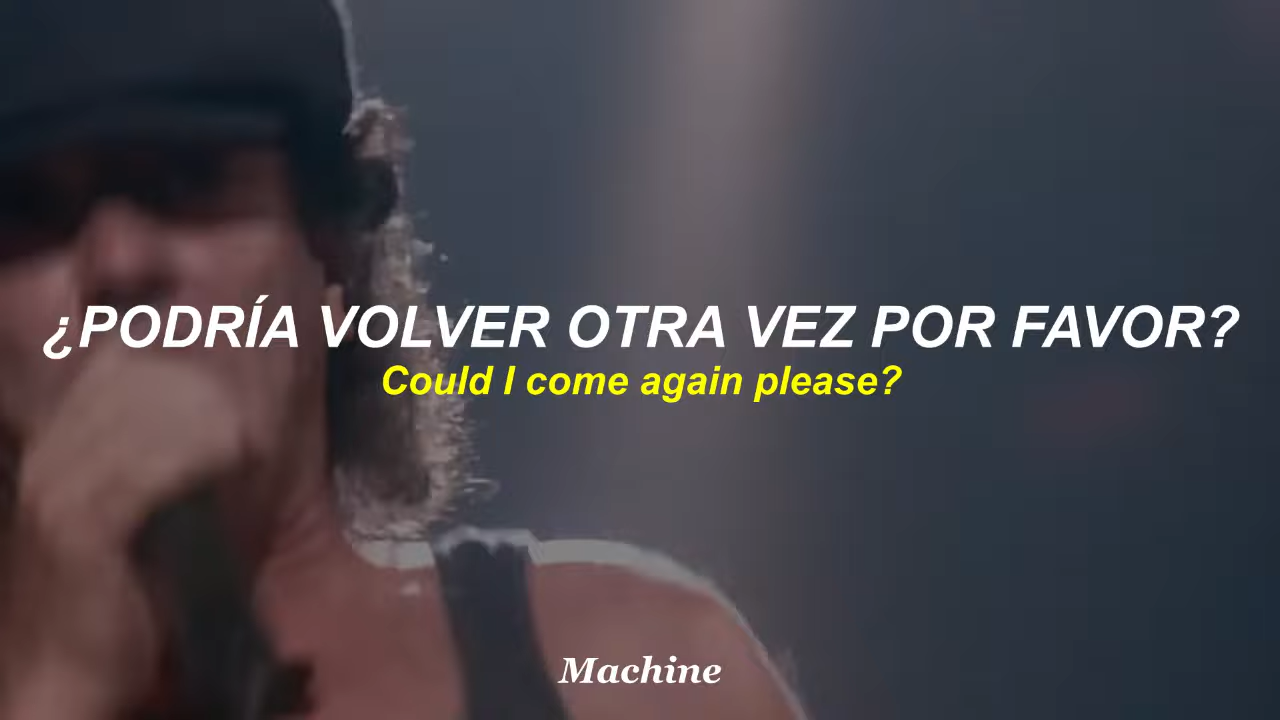 ¿PODRÍA VOLVER OTRA VEZ POR FAVOR?
Could I come again please?
Machine